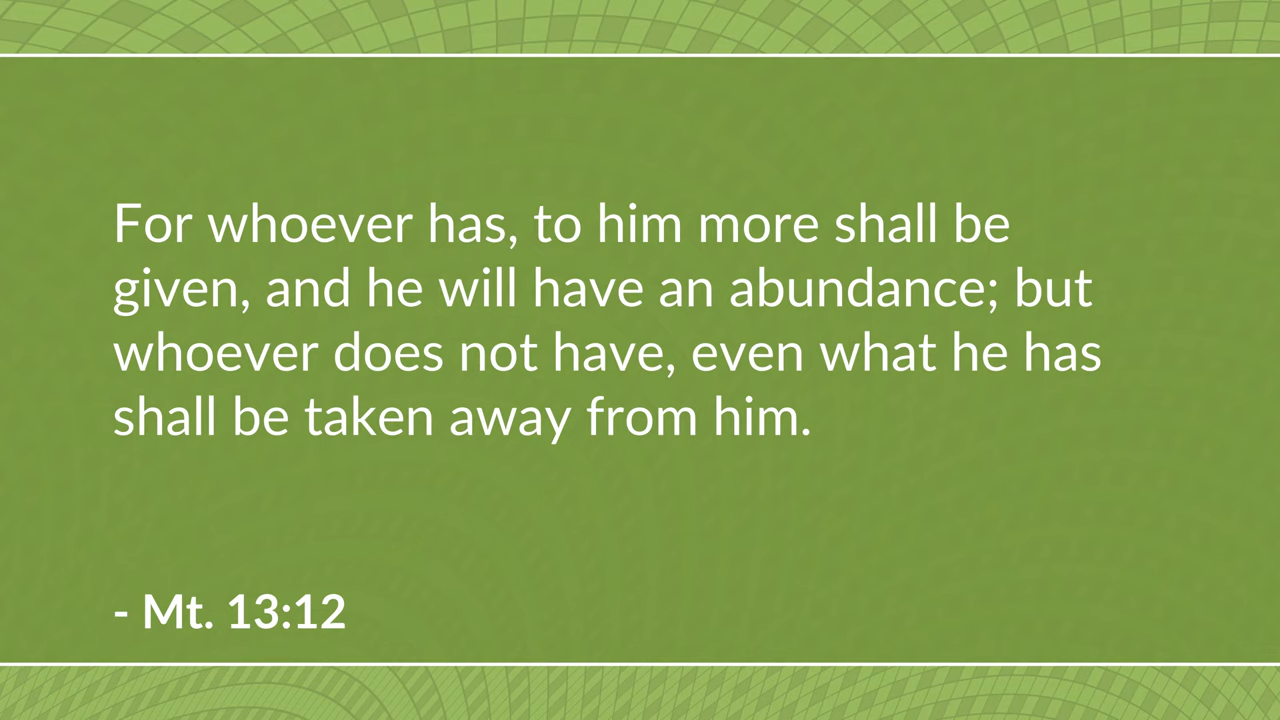 For whoever has, to him more shall be
given, and he will have an abundance; but
whoever does not have, even what he has
shall be taken away from him.
- Mt. 13:12